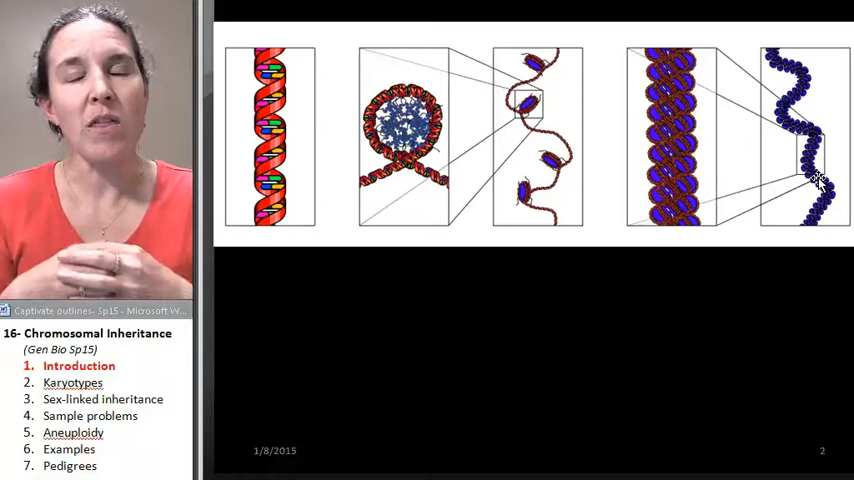 Captivate outlines- Sp15 - Microsoft W...
16- Chromosomal Inheritance
(Gen Bio Sp15)
1. Introduction
2. Karyotypes
3. Sex-linked inheritance
4. Sample problems
5. Aneuploidy
6. Examples
7. Pedigrees
1/8/2015
2